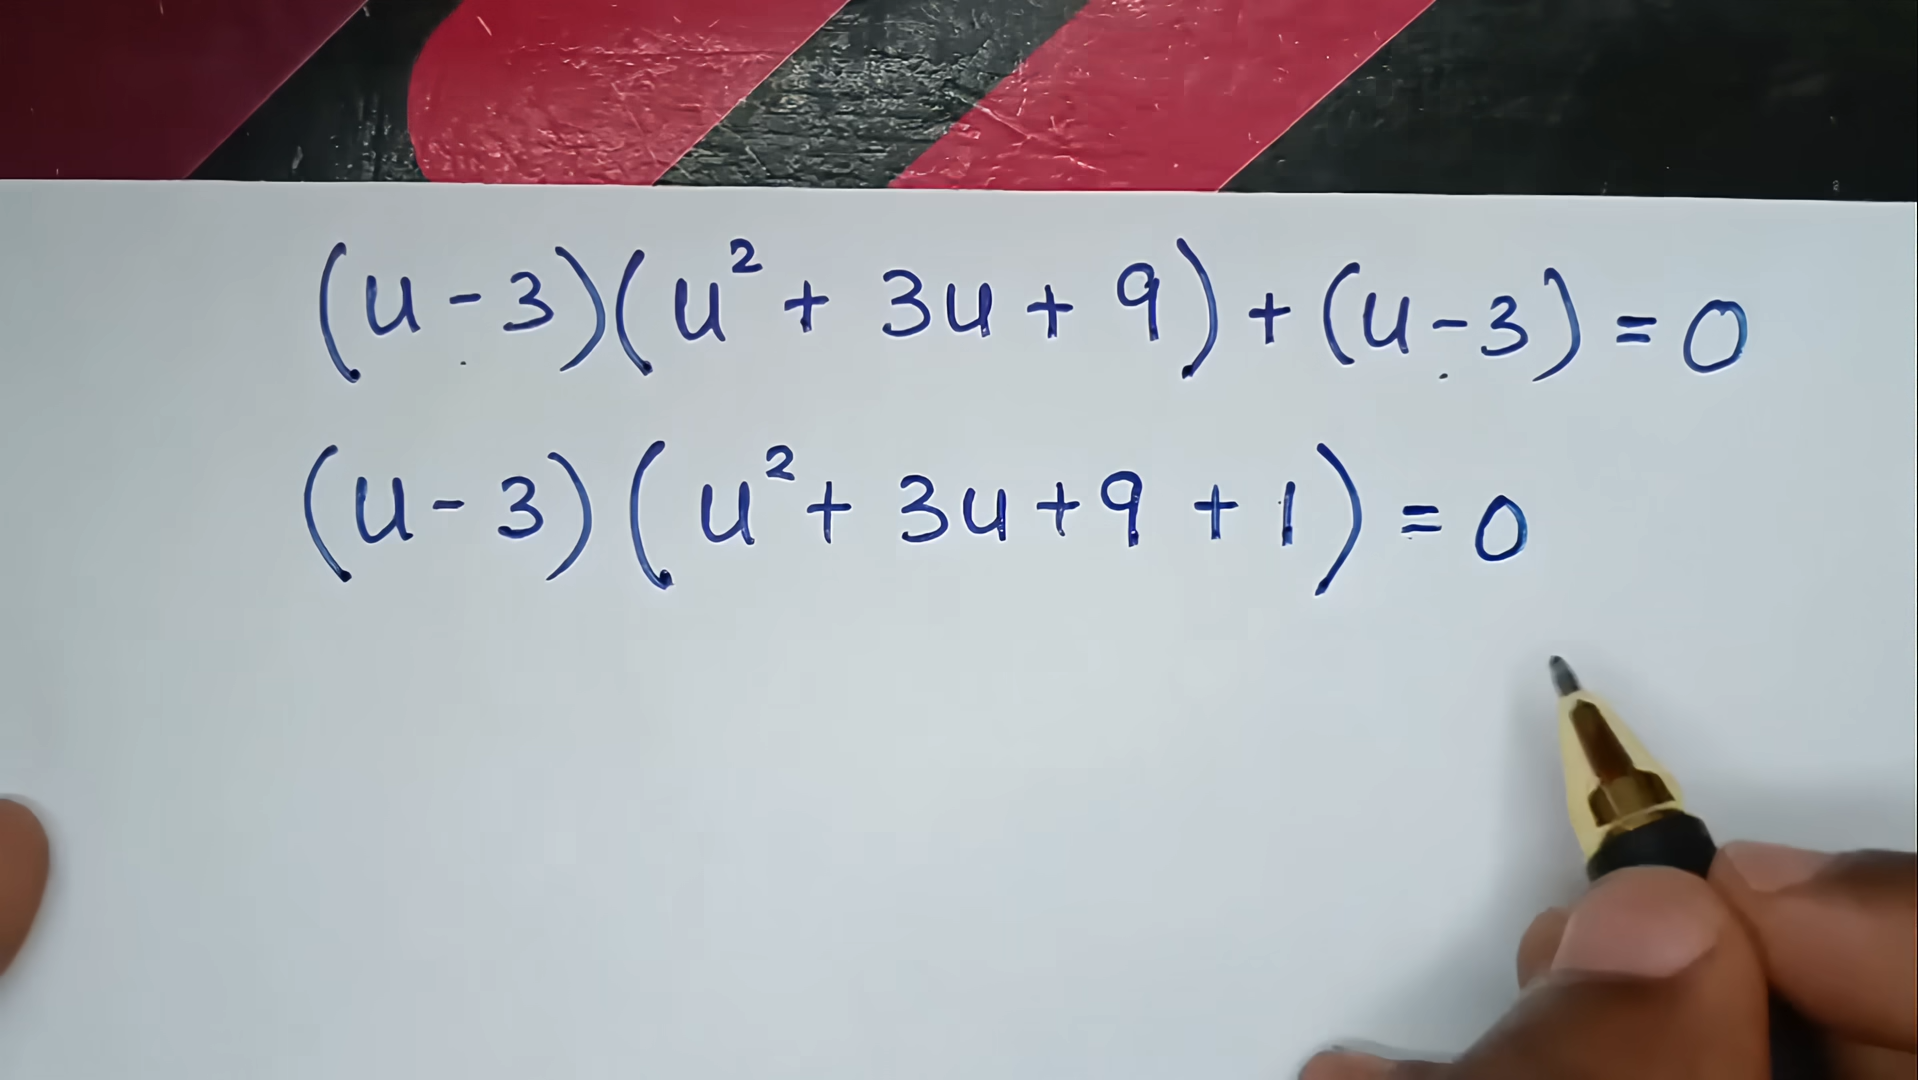 (u - 3)(u² + 3u + 9) + (u - 3) = 0
(u - 3)(u² + 3u + 9 + 1) = 0